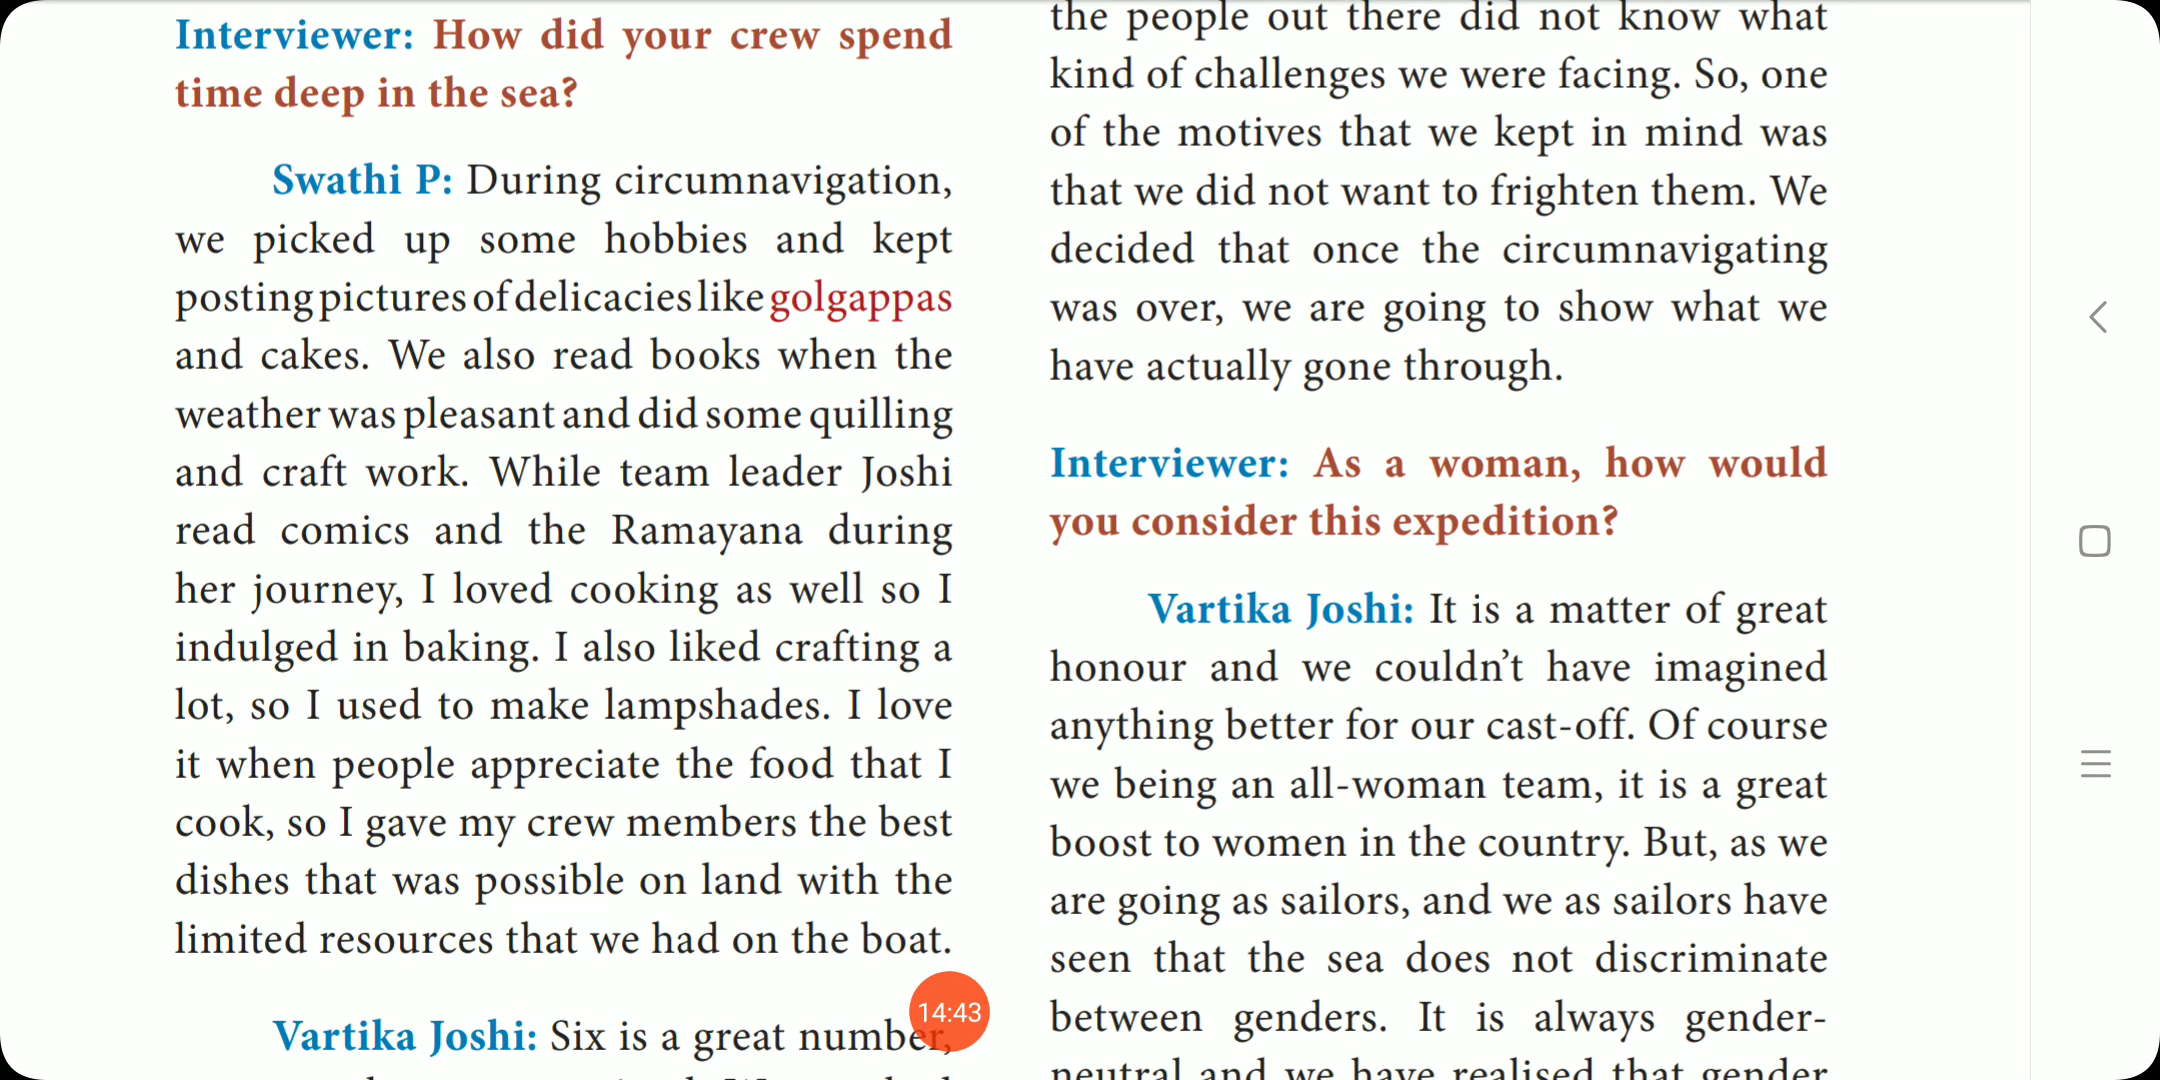 Interviewer: How did your crew spend
time deep in the sea?
Swathi P: During circumnavigation,
we picked up some hobbies and kept
posting pictures of delicacies like golgappas
and cakes. We also read books when the
weather was pleasant and did some quilling
and craft work. While team leader Joshi
read comics and the Ramayana during
her journey, I loved cooking as well so I
indulged in baking. I also liked crafting a
lot, so I used to make lampshades. I love
it when people appreciate the food that I
cook, so I gave my crew members the best
dishes that was possible on land with the
limited resources that we had on the boat.
Vartika Joshi: Six is a great number,
14:43
the people out there did not know what
kind of challenges we were facing. So, one
of the motives that we kept in mind was
that we did not want to frighten them. We
decided that once the circumnavigating
was over, we are going to show what we
have actually gone through.
Interviewer: As a woman, how would
you consider this expedition?
Vartika Joshi: It is a matter of great
honour and we couldn't have imagined
anything better for our cast-off. Of course
we being an all-woman team, it is a great
boost to women in the country. But, as we
are going as sailors, and we as sailors have
seen that the sea does not discriminate
between genders. It is always gender-
neutral and we have realised that gender